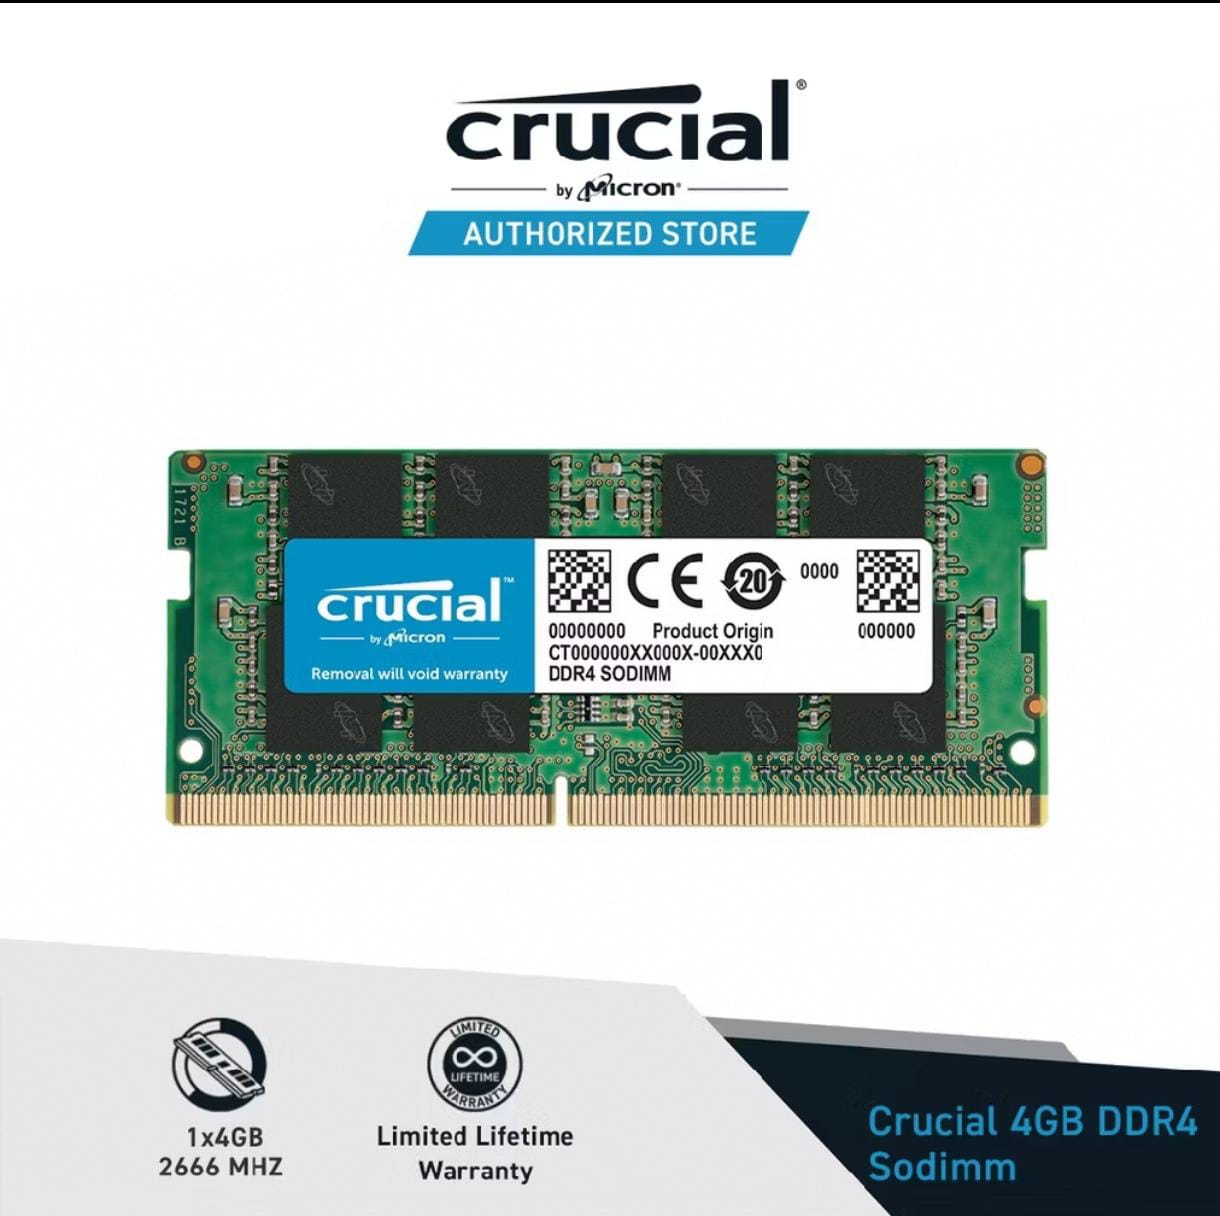 crucial®
by Micron®
AUTHORIZED STORE
1721 B
crucial™
by Micron
Removal will void warranty
CE 20 0000
00000000 Product Origin 000000
CT000000XX000X-00XXX0
DDR4 SODIMM
LIMITED
LIFETIME
WARRANTY
1x4GB
2666 MHZ
Limited Lifetime
Warranty
Crucial 4GB DDR4
Sodimm